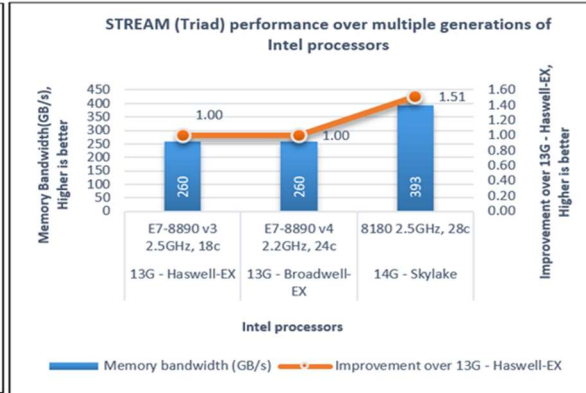 STREAM (Triad) performance over multiple generations of
Intel processors
Memory Bandwidth(GB/s),
Higher is better
450
400
350
300
250
200
150
100
50
0
1.00
1.00
1.51
260
260
393
1.60
1.40
1.20
1.00
0.80
0.60
0.40
0.20
0.00
Improvement over 13G - Haswell-EX,
Higher is better
E7-8890 v3
2.5GHz, 18c
E7-8890 v4
2.2GHz, 24c
8180 2.5GHz, 28c
13G - Haswell-EX
13G - Broadwell-
EX
14G - Skylake
Intel processors
Memory bandwidth (GB/s)
Improvement over 13G - Haswell-EX